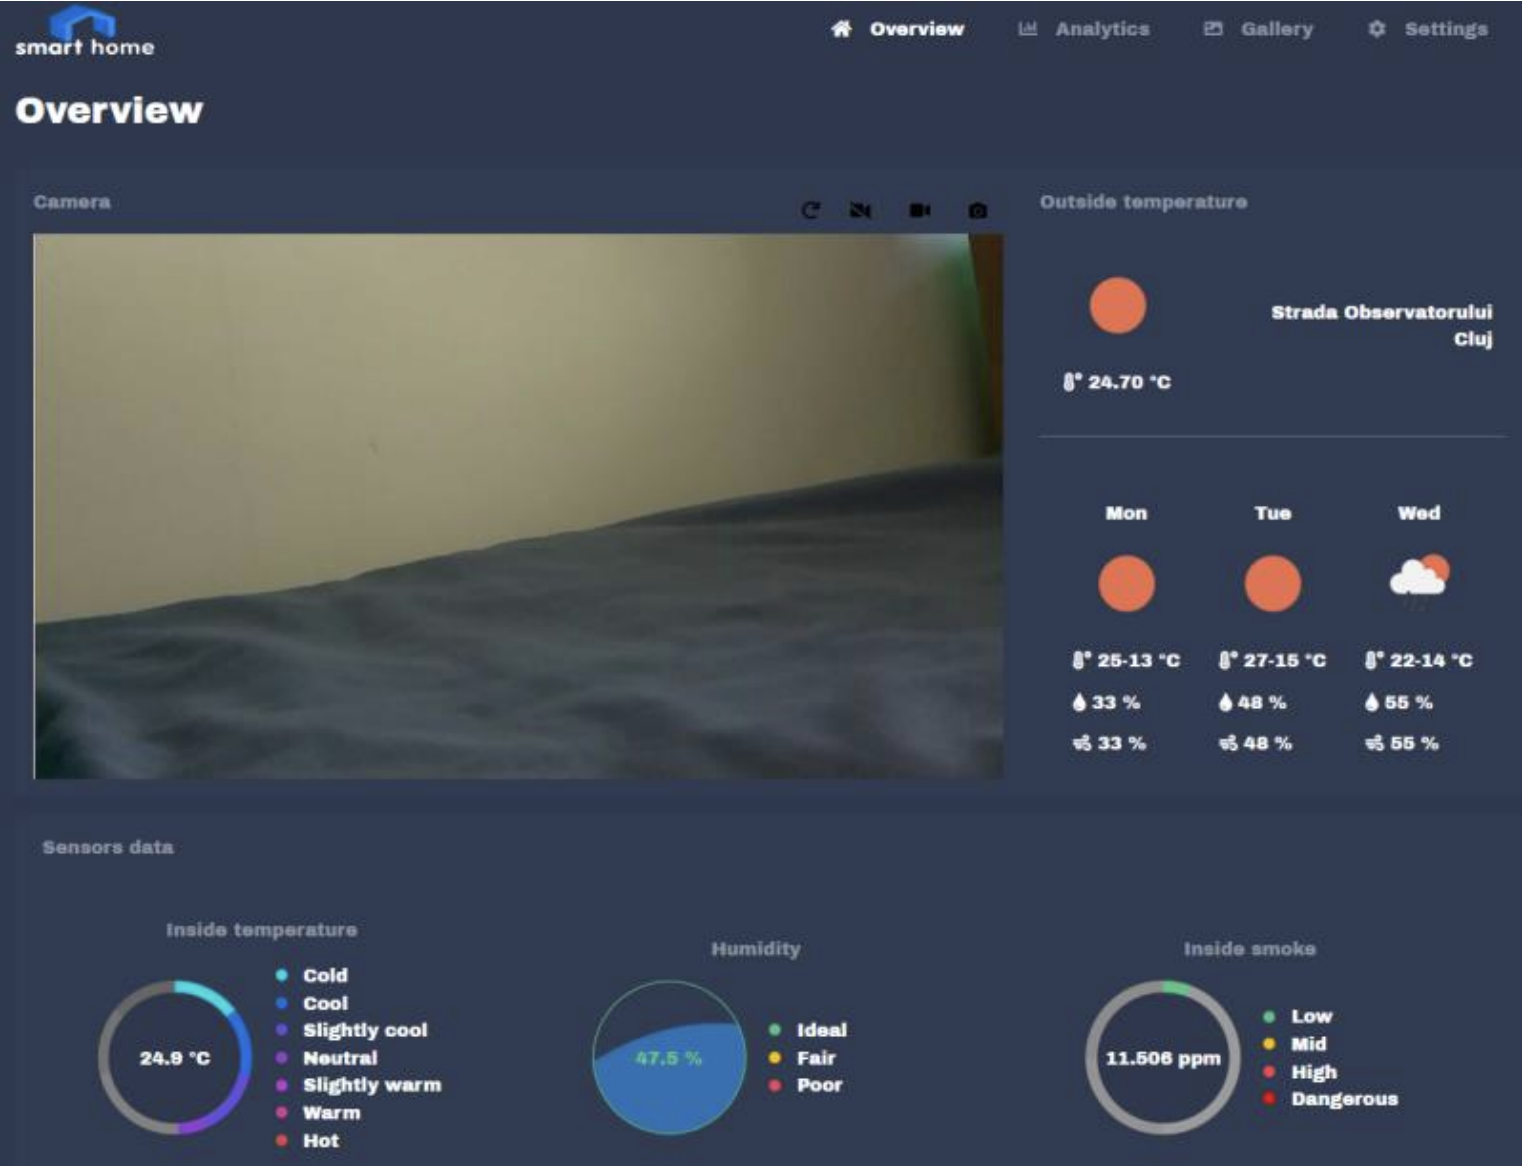 smart home
Overview
Analytics
Gallery
Settings
Overview
Camera
Outside temperature
Strada Observatorului
Cluj
24.70 °C
Mon
Tue
Wed
25-13 °C
27-15 °C
22-14 °C
33 %
48 %
55 %
33 %
48 %
55 %
Sensors data
Inside temperature
24.9 °C
Cold
Cool
Slightly cool
Neutral
Slightly warm
Warm
Hot
Humidity
47.5 %
Ideal
Fair
Poor
Inside smoke
11.506 ppm
Low
Mid
High
Dangerous